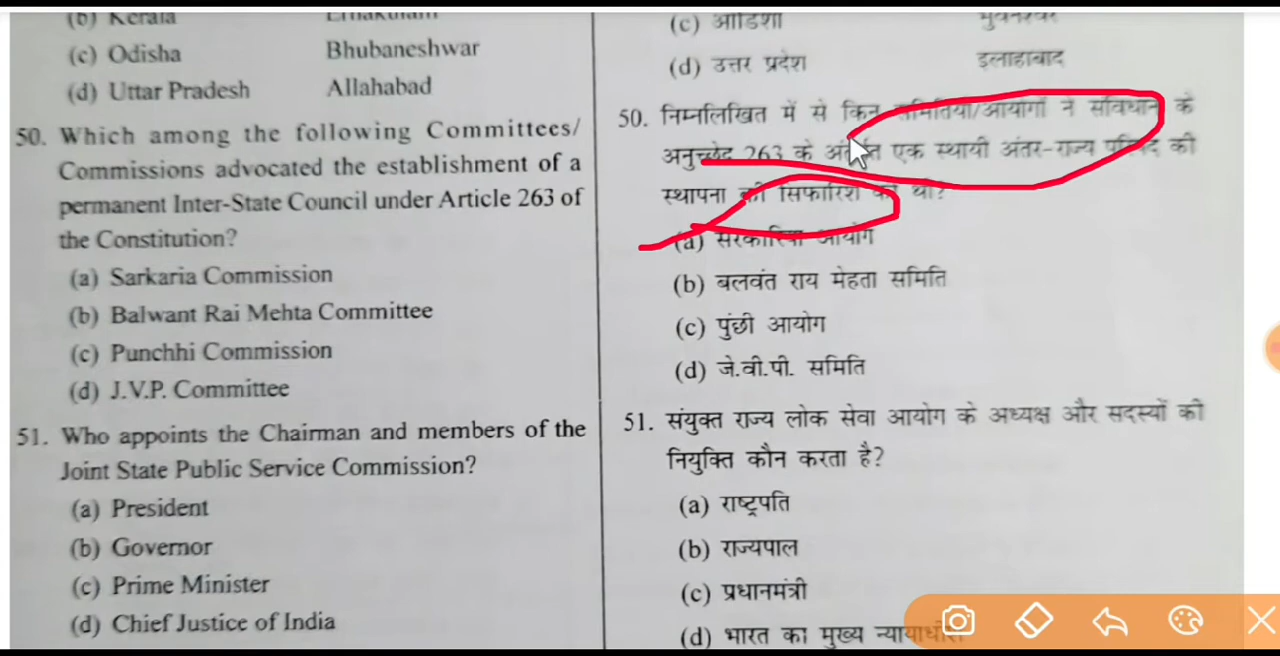 (b) Kerala
(c) Odisha Bhubaneshwar
(d) Uttar Pradesh Allahabad
50. Which among the following Committees/
Commissions advocated the establishment of a
permanent Inter-State Council under Article 263 of
the Constitution?
(a) Sarkaria Commission
(b) Balwant Rai Mehta Committee
(c) Punchhi Commission
(d) J.V.P. Committee
51. Who appoints the Chairman and members of the
Joint State Public Service Commission?
(a) President
(b) Governor
(c) Prime Minister
(d) Chief Justice of India
(c) ओडिशा
(d) उत्तर प्रदेश इलाहाबाद
50. निम्नलिखित में से किन समितियों/आयोगों ने संविधान के
अनुच्छेद 263 के एक स्थायी अंतर-राज्य परिषद की
स्थापना की सिफारिश की थी?
(a) सरकारिया आयोग
(b) बलवंत राय मेहता समिति
(c) पुंछी आयोग
(d) जे.वी.पी. समिति
51. संयुक्त राज्य लोक सेवा आयोग के अध्यक्ष और सदस्यों की
नियुक्ति कौन करता है?
(a) राष्ट्रपति
(b) राज्यपाल
(c) प्रधानमंत्री
(d) भारत का मुख्य न्यायाधीश